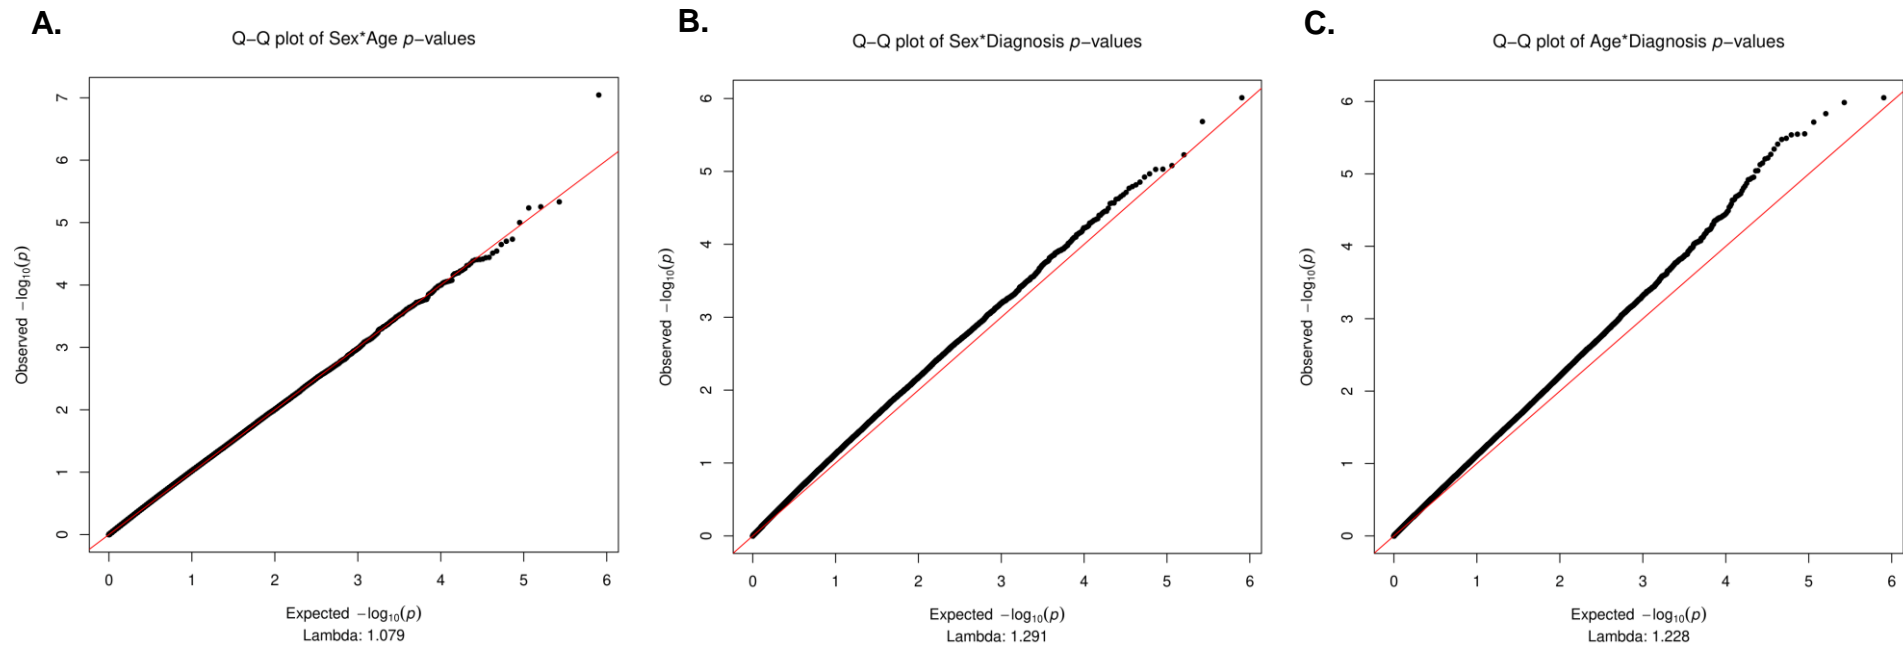 A.
Q−Q plot of Sex*Age p−values
7
6
5
4
3
2
1
0
Observed −log10(p)
0 1 2 3 4 5 6
Expected −log10(p)
Lambda: 1.079
B.
Q−Q plot of Sex*Diagnosis p−values
6
5
4
3
2
1
0
Observed −log10(p)
0 1 2 3 4 5 6
Expected −log10(p)
Lambda: 1.291
C.
Q−Q plot of Age*Diagnosis p−values
6
5
4
3
2
1
0
Observed −log10(p)
0 1 2 3 4 5 6
Expected −log10(p)
Lambda: 1.228